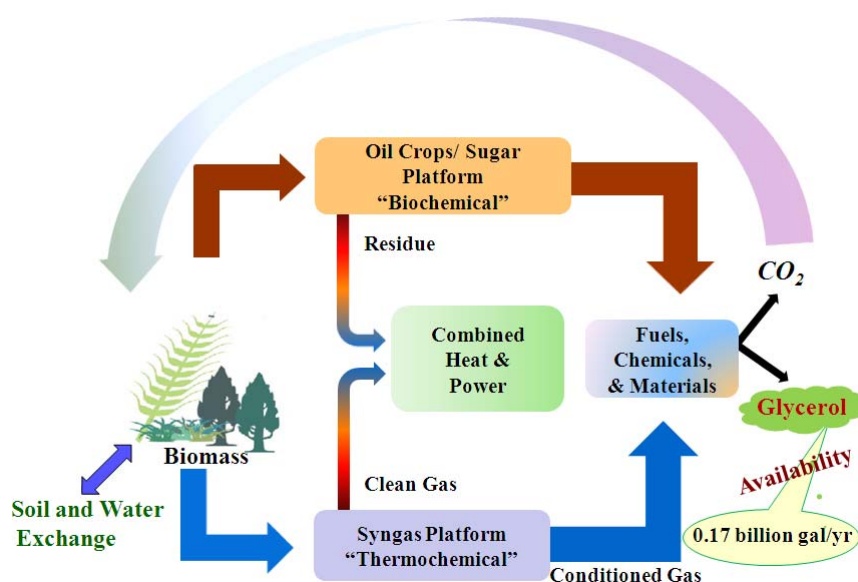 Oil Crops/ Sugar
Platform
“Biochemical”
Residue
CO2
Combined
Heat &
Power
Fuels,
Chemicals,
& Materials
Glycerol
Biomass
Availability
Clean Gas
Soil and Water
Exchange
Syngas Platform
“Thermochemical”
0.17 billion gal/yr
Conditioned Gas